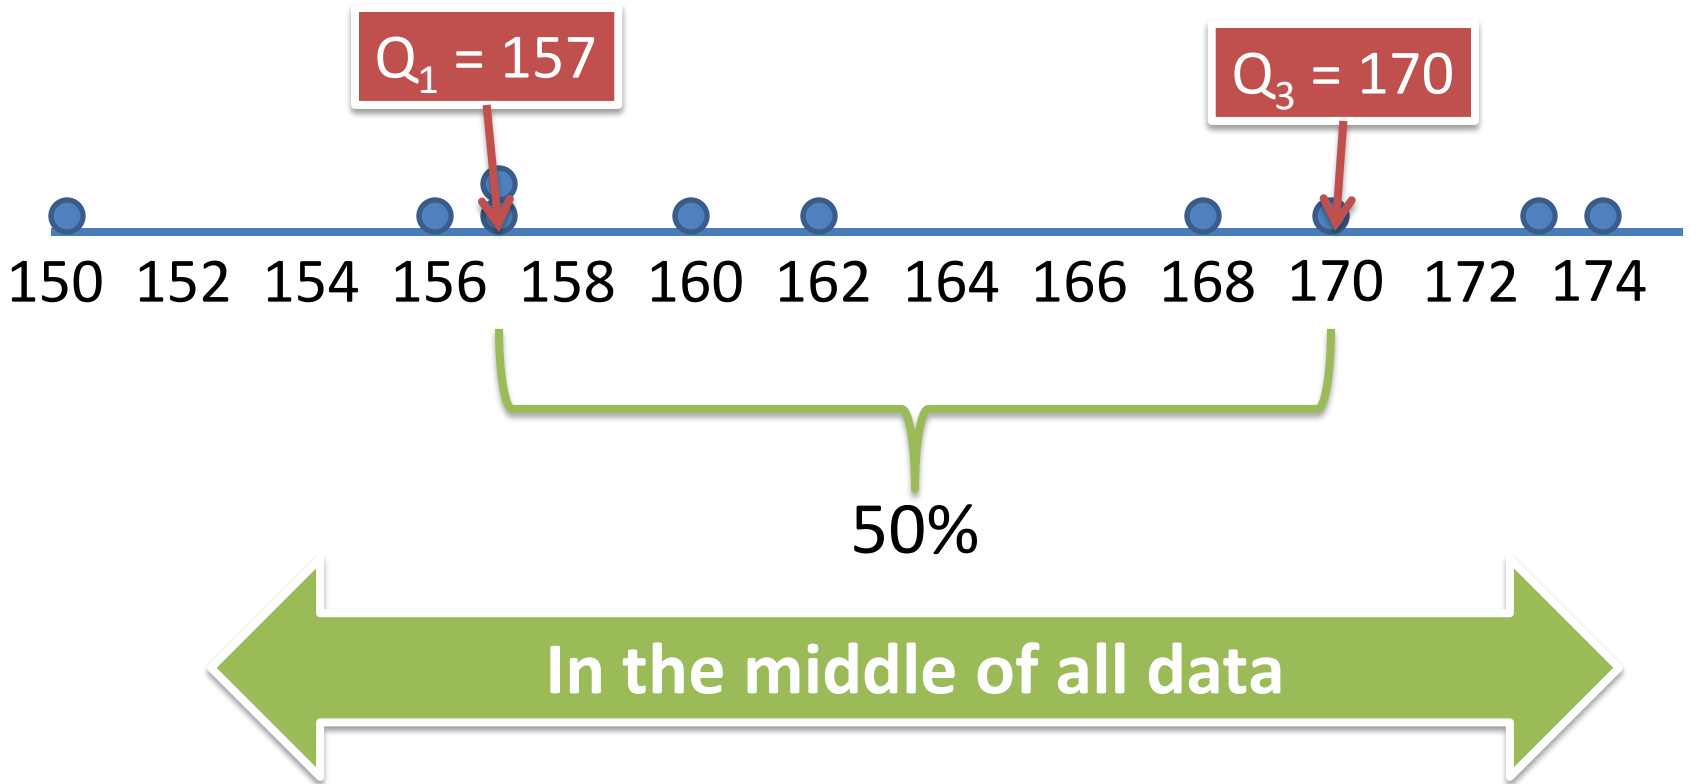 Q₁ = 157
Q₃ = 170
150 152 154 156 158 160 162 164 166 168 170 172 174
50%
In the middle of all data